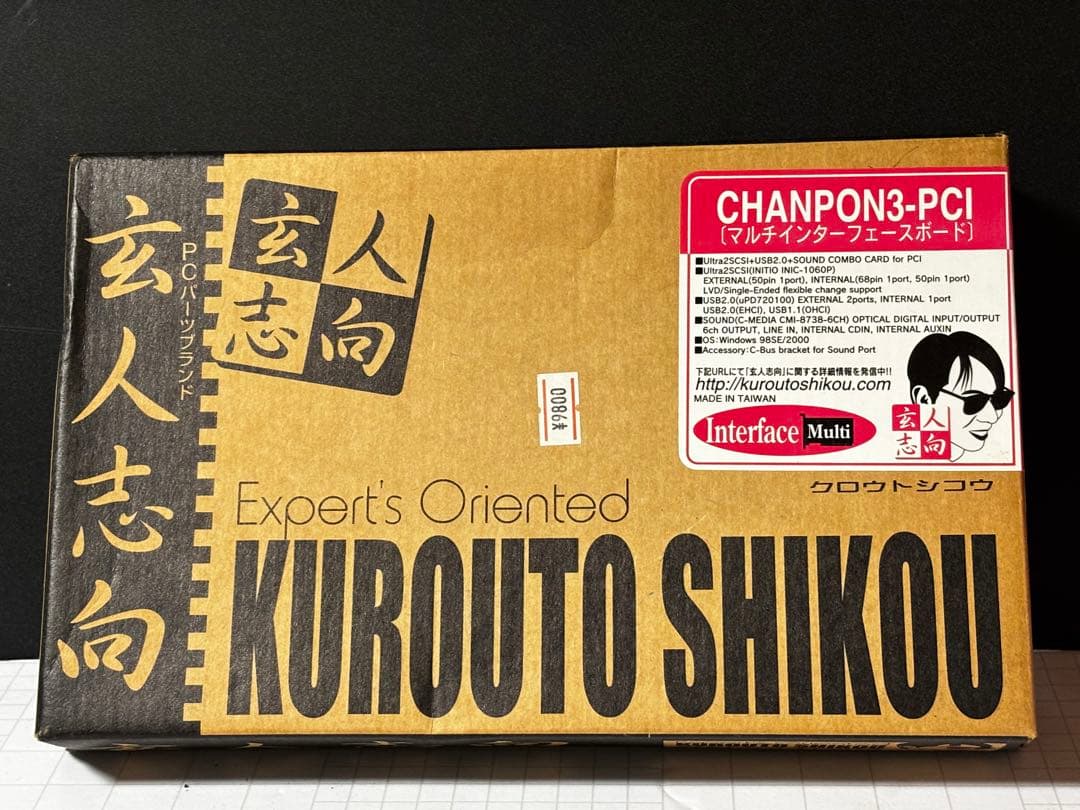 玄人志向
PCパーツブランド
玄人
志向
¥9800
Expert's Oriented
KUROUTO SHIKOU
CHANPON3-PCI
〔マルチインターフェースボード〕
■Ultra2SCSI+USB2.0+SOUND COMBO CARD for PCI
■Ultra2SCSI(INITIO INIC-1060P)
EXTERNAL(50pin 1port), INTERNAL(68pin 1port, 50pin 1port)
LVD/Single-Ended flexible change support
■USB2.0(uPD720100) EXTERNAL 2ports, INTERNAL 1port
USB2.0(EHCI), USB1.1(OHCI)
■SOUND(C-MEDIA CMI-8738-6CH) OPTICAL DIGITAL INPUT/OUTPUT
6ch OUTPUT, LINE IN, INTERNAL CDIN, INTERNAL AUXIN
■OS:Windows 98SE/2000
■Accessory:C-Bus bracket for Sound Port
下記URLにて「玄人志向」に関する詳細情報を発信中!!
http://kuroutoshikou.com
MADE IN TAIWAN
Interface Multi
玄人
志向
クロウトシコウ